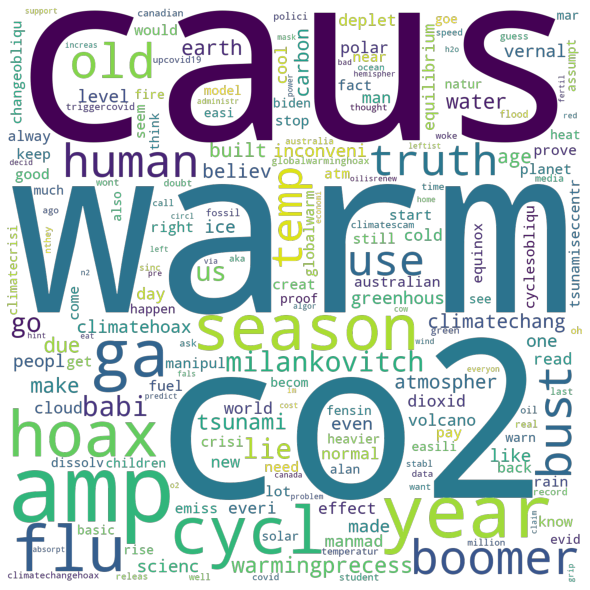 support canadian upcovid19 polici mask deplet goe speed guess vernal mar
increas caus h2o
changeobliqu old would earth cool near polar hemispher assumpt
triggercovid bad ocean power carbon equilibrium
level fire seem model administr biden fact man natur flood red fertil
alway easi stop water heat
decid think thought woke leftist
keep human built inconveni australia truth age prove
good believ globalwarminghoax oilisrenew planet
much wont doubt atm time home media
also temp
ago call fossil circl warm climatescam use start
climatecrisi right ice globalwarm still cold equinox cyclesobliqu tsunamiseccentr
nthey left via economi australian
come n2 sinc aka us creat proof see
pre day algor greenhous cow green oh
hint happen season wind
go climatehoax climatechang
due ga milankovitch one
peopl get eat ask manipul fals everyon last read
make fuel becom im atmospher oil
cloud babi world cost fensin dioxid real bust
hoax tsunami even volcano warn
crisi lie heavier pay like
dissolv children new need normal alan easili back
amp o2 canada stabl data want rain record
emiss everi lot problem co2 effect claim know
basic solar made year evid
flu rise cycl manmad million
scienc temperatur boomer
absorpt warmingprecess predict
climatechangehoax releas well covid student grip